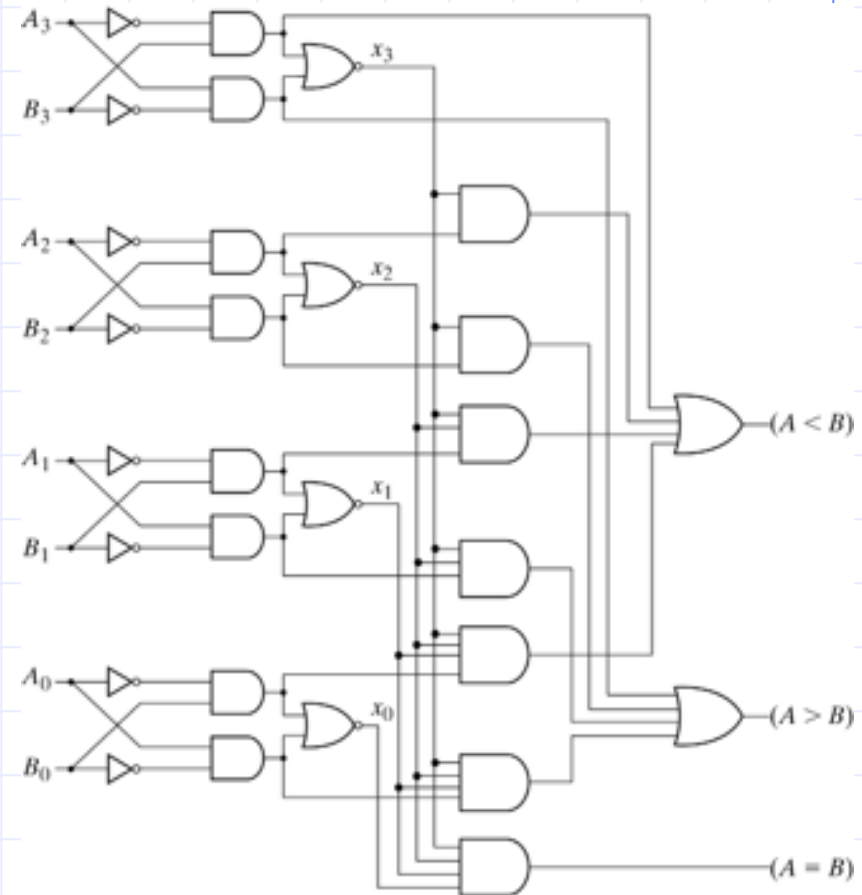 A3
x3
B3
A2
x2
B2
(A < B)
A1
x1
B1
A0
x0
(A > B)
B0
(A = B)